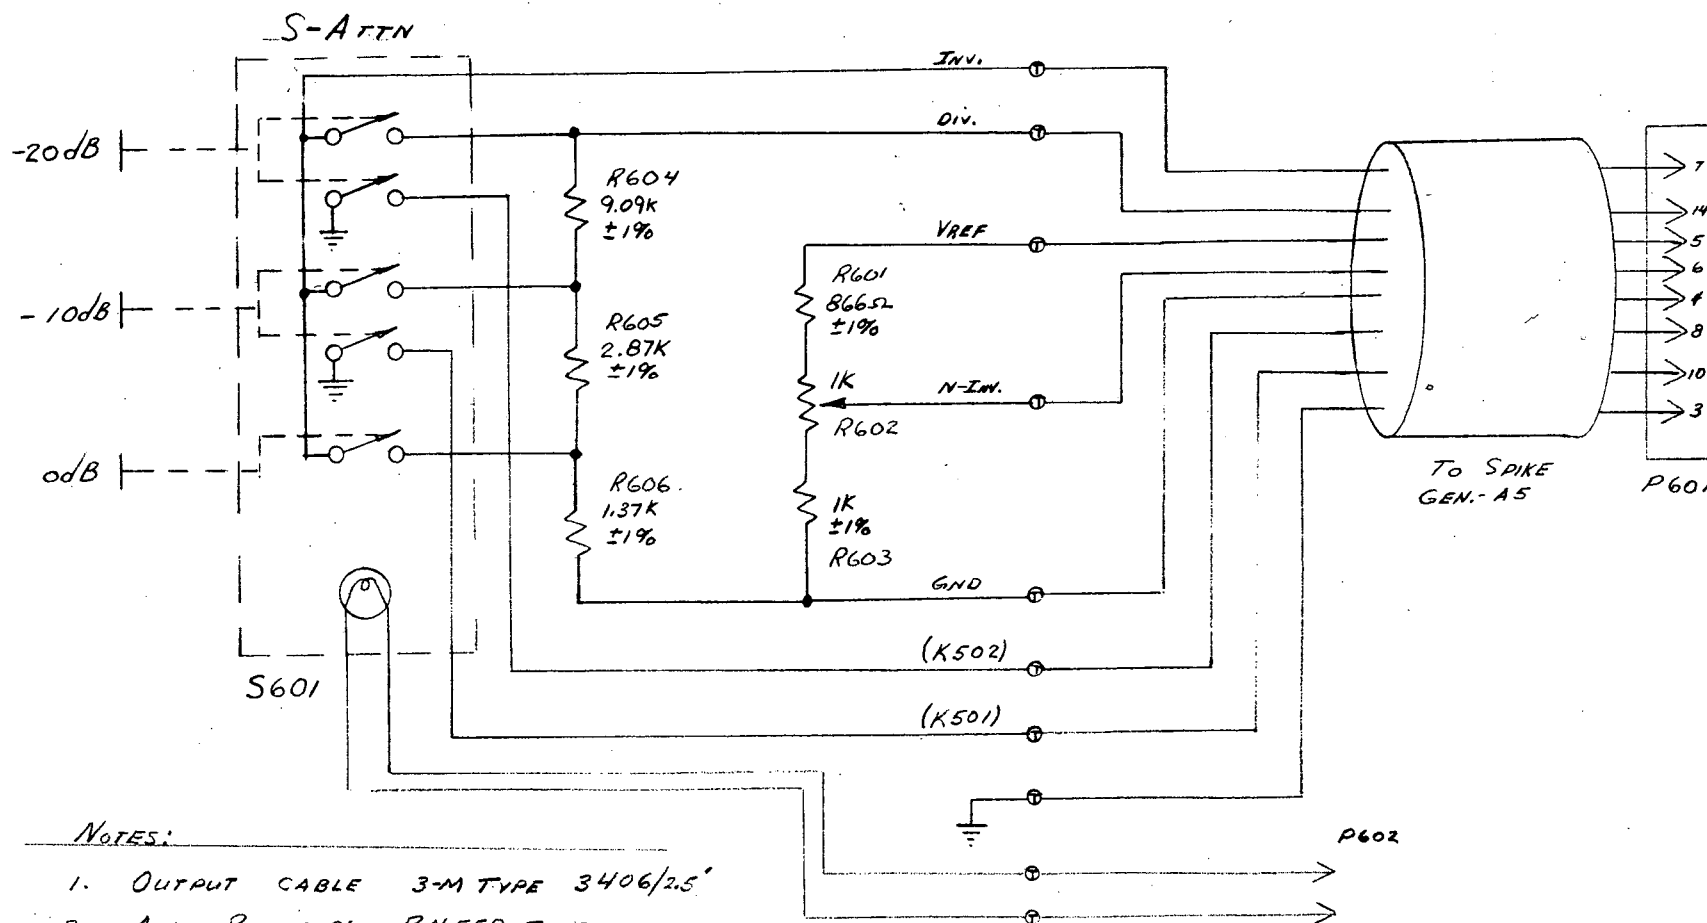 S-ATTN
INV.
DIV.
-20dB
R604
9.09K
±1%
VREF
R601
866Ω
±1%
-10dB
R605
2.87K
±1%
1K
N-INV.
R602
0dB
R606
1.37K
±1%
1K
±1%
R603
GND
S601
(K502)
(K501)
7
14
5
6
4
8
10
3
TO SPIKE
GEN.-A5
P601
P602
NOTES:
1. OUTPUT CABLE 3-M TYPE 3406/2.5'